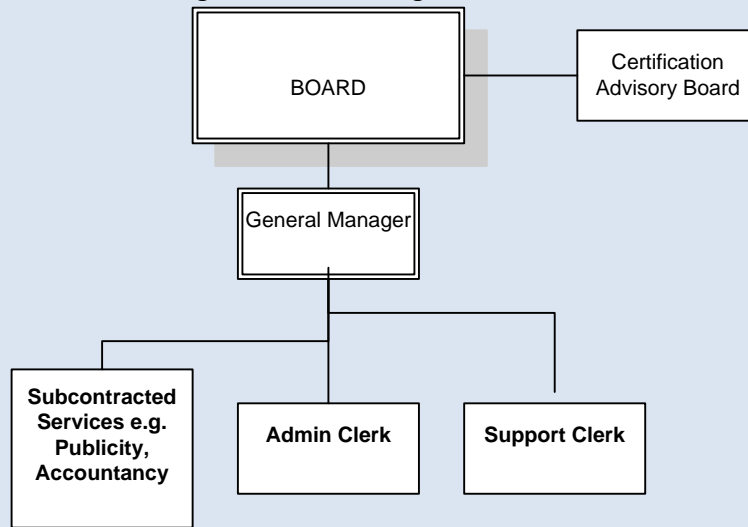 BOARD
Certification
Advisory Board
General Manager
Subcontracted
Services e.g.
Publicity,
Accountancy
Admin Clerk
Support Clerk